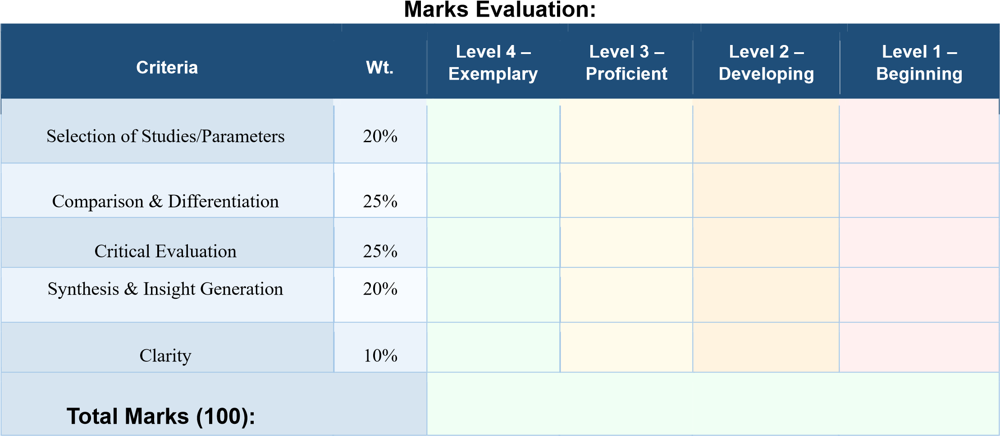 Marks Evaluation:
Criteria
Wt.
Level 4 –
Exemplary
Level 3 –
Proficient
Level 2 –
Developing
Level 1 –
Beginning
Selection of Studies/Parameters
20%
Comparison & Differentiation
25%
Critical Evaluation
25%
Synthesis & Insight Generation
20%
Clarity
10%
Total Marks (100):